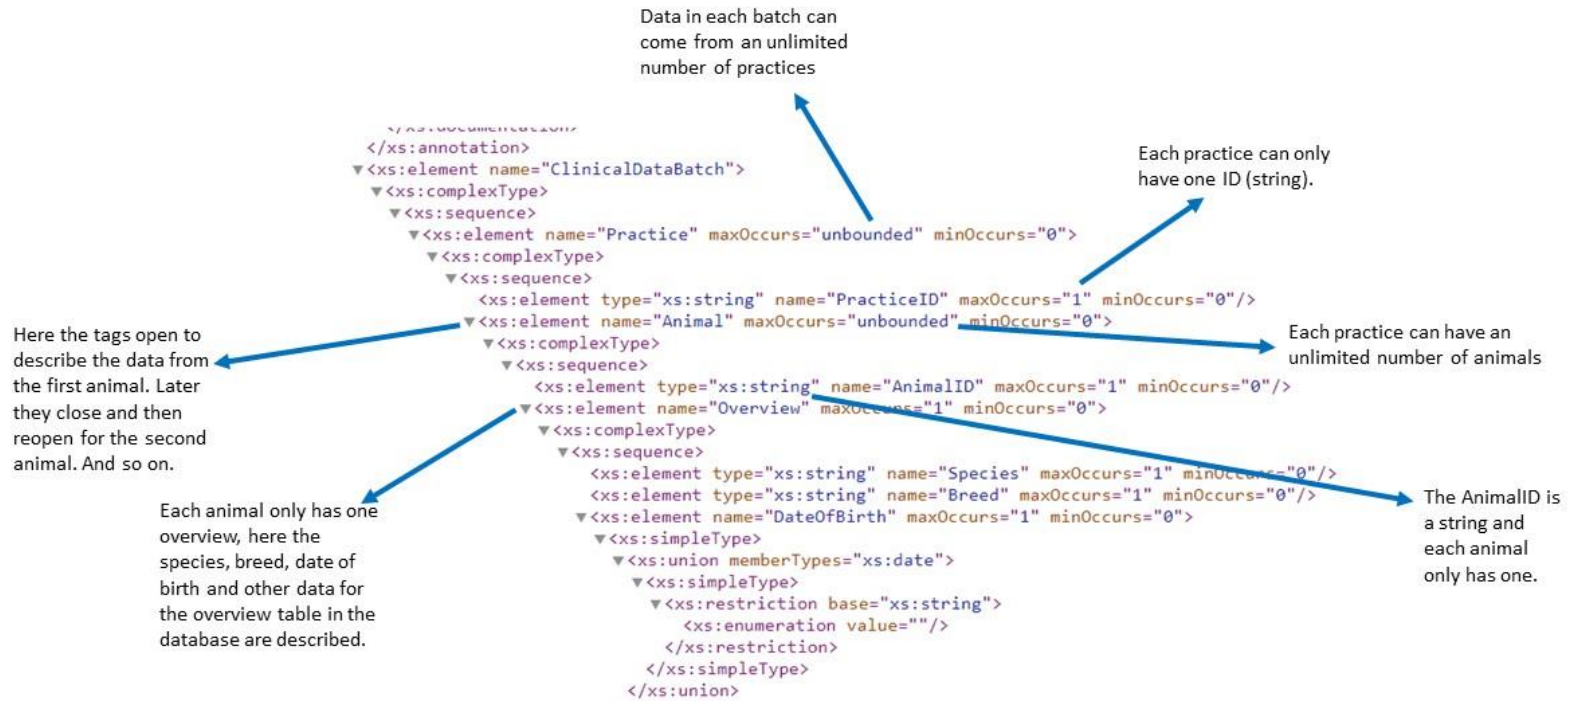 Data in each batch can
come from an unlimited
number of practices
</xs:documentation>
</xs:annotation>
<xs:element name="ClinicalDataBatch">
<xs:complexType>
<xs:sequence>
<xs:element name="Practice" maxOccurs="unbounded" minOccurs="0">
<xs:complexType>
<xs:sequence>
<xs:element type="xs:string" name="PracticeID" maxOccurs="1" minOccurs="0"/>
<xs:element name="Animal" maxOccurs="unbounded" minOccurs="0">
<xs:complexType>
<xs:sequence>
<xs:element type="xs:string" name="AnimalID" maxOccurs="1" minOccurs="0"/>
<xs:element name="Overview" maxOccurs="1" minOccurs="0">
<xs:complexType>
<xs:sequence>
<xs:element type="xs:string" name="Species" maxOccurs="1" minOccurs="0"/>
<xs:element type="xs:string" name="Breed" maxOccurs="1" minOccurs="0"/>
<xs:element name="DateOfBirth" maxOccurs="1" minOccurs="0">
<xs:simpleType>
<xs:union memberTypes="xs:date">
<xs:simpleType>
<xs:restriction base="xs:string">
<xs:enumeration value=""/>
</xs:restriction>
</xs:simpleType>
</xs:union>
Each practice can only
have one ID (string).
Each practice can have an
unlimited number of animals
Here the tags open to
describe the data from
the first animal. Later
they close and then
reopen for the second
animal. And so on.
Each animal only has one
overview, here the
species, breed, date of
birth and other data for
the overview table in the
database are described.
The AnimalID is
a string and
each animal
only has one.